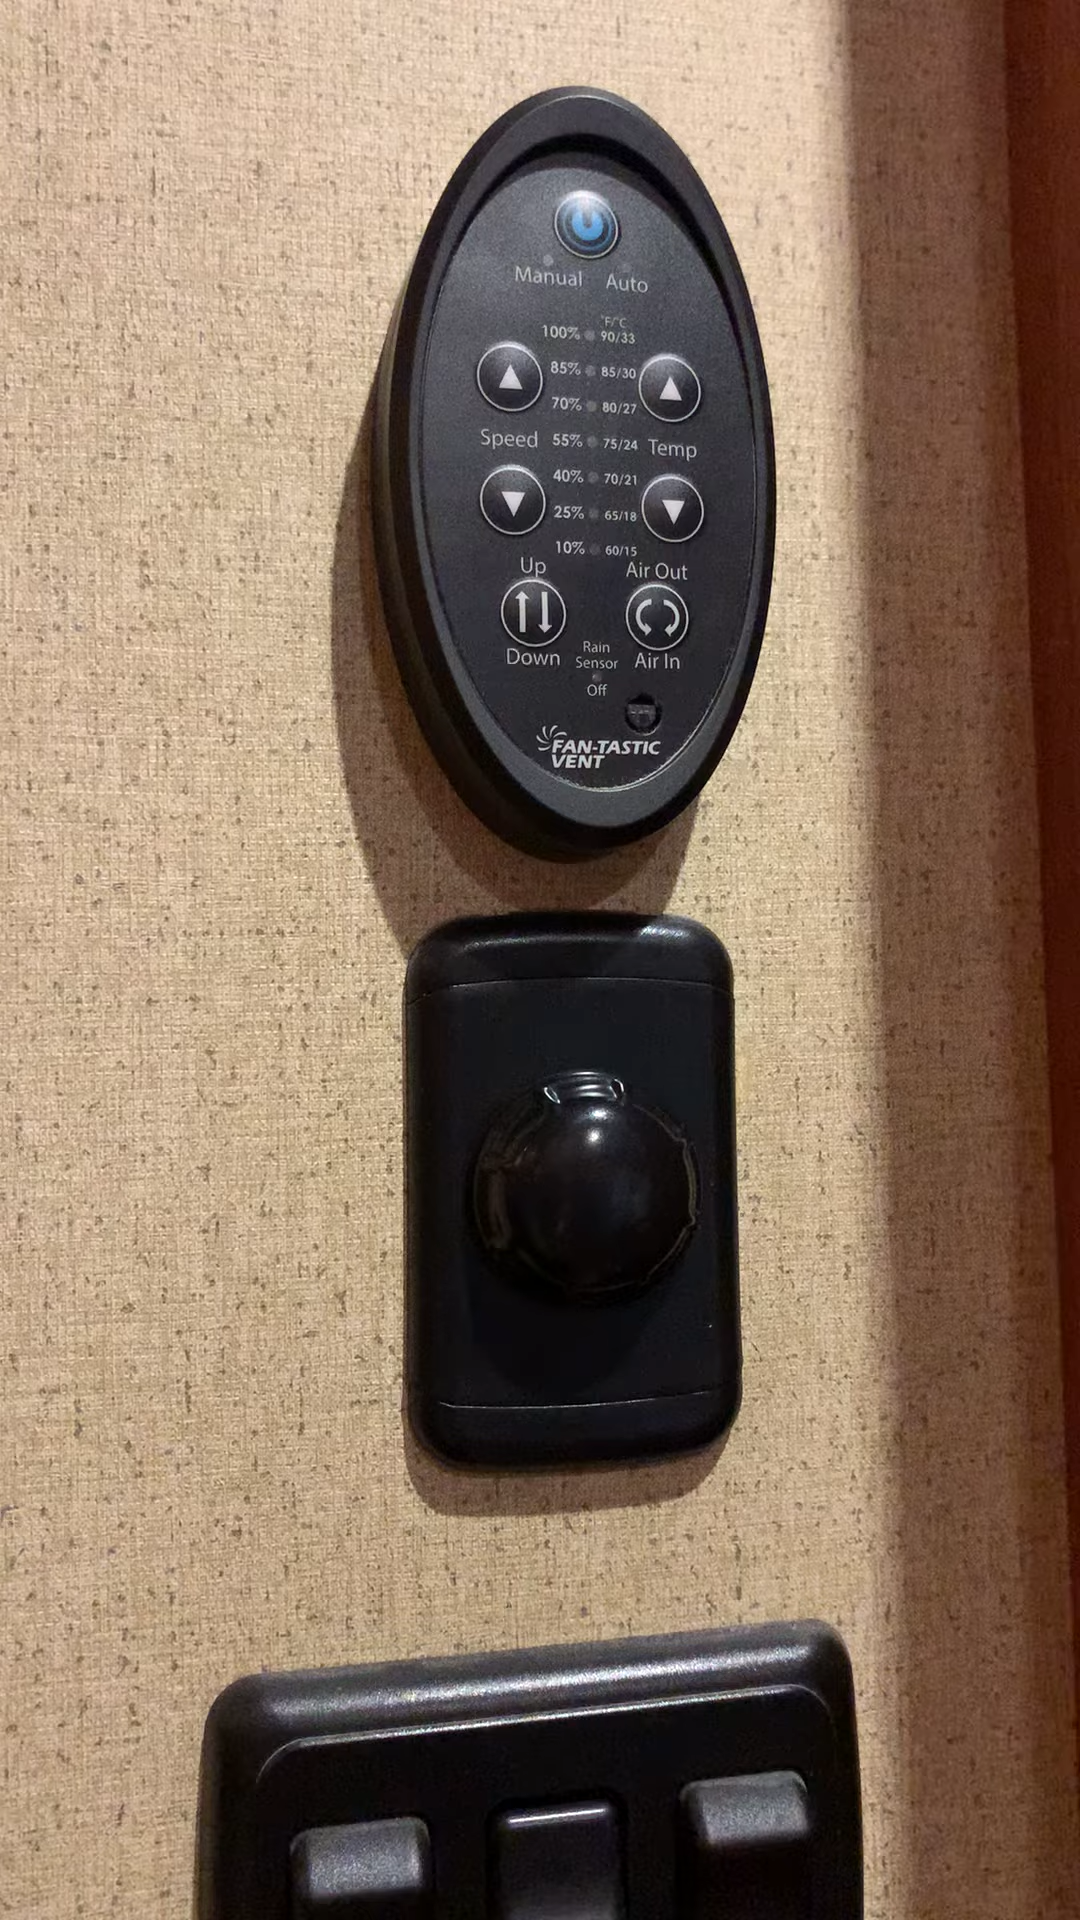 Manual Auto
°F/°C
100% 90/33
85% 85/30
70% 80/27
Speed 55% 75/24 Temp
40% 70/21
25% 65/18
10% 60/15
Up Air Out
Down Rain Sensor Air In
Off
FAN-TASTIC
VENT